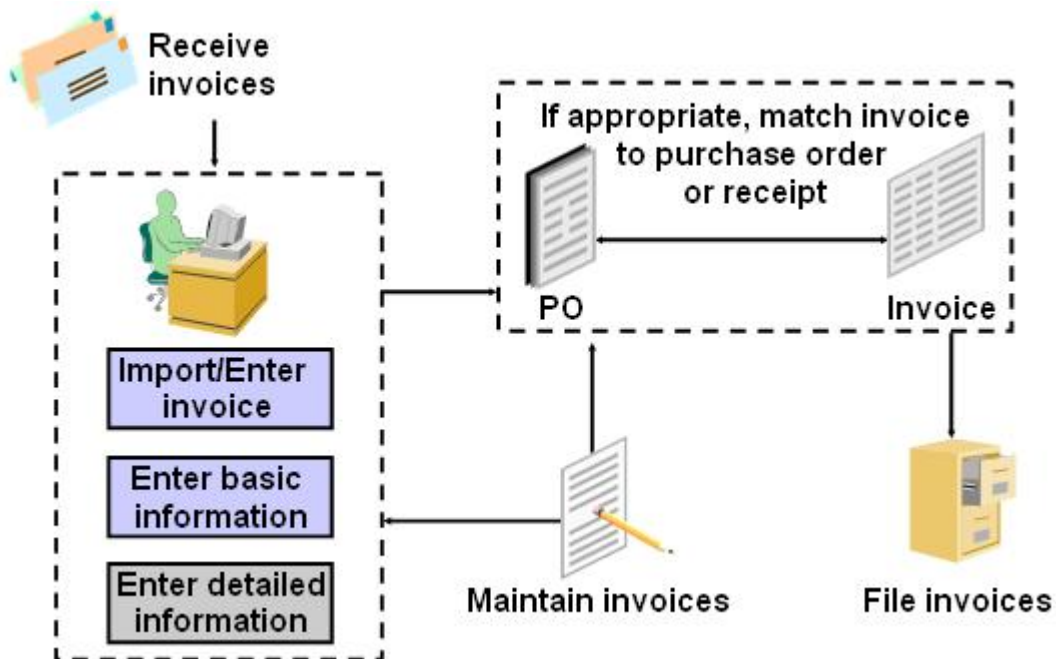 Receive
invoices
If appropriate, match invoice
to purchase order
or receipt
PO
Invoice
Import/Enter
invoice
Enter basic
information
Enter detailed
information
Maintain invoices
File invoices